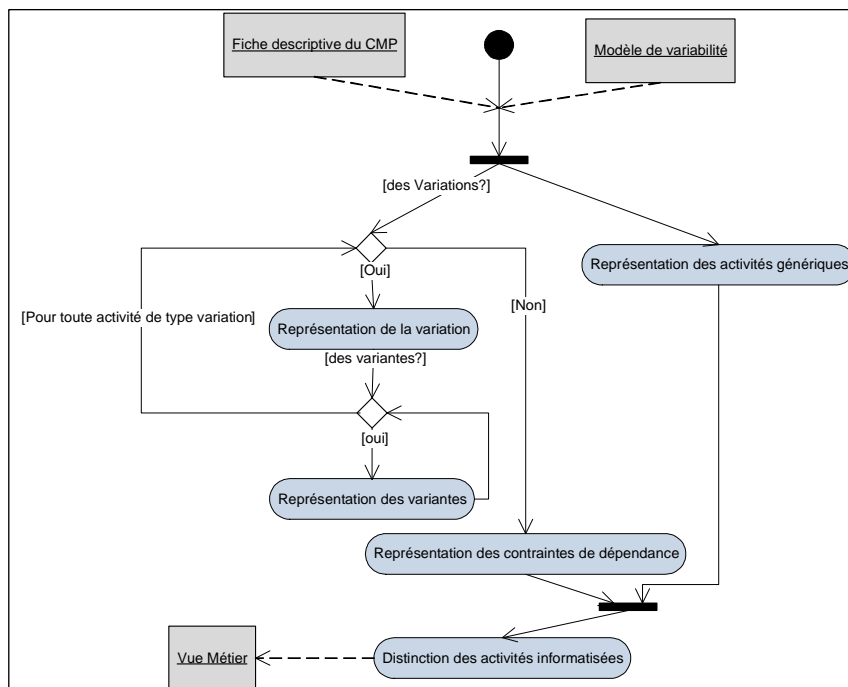 Fiche descriptive du CMP
Modèle de variabilité
[des Variations?]
Représentation des activités génériques
[Oui]
[Non]
[Pour toute activité de type variation]
Représentation de la variation
[des variantes?]
[oui]
Représentation des variantes
Représentation des contraintes de dépendance
Vue Métier
Distinction des activités informatisées